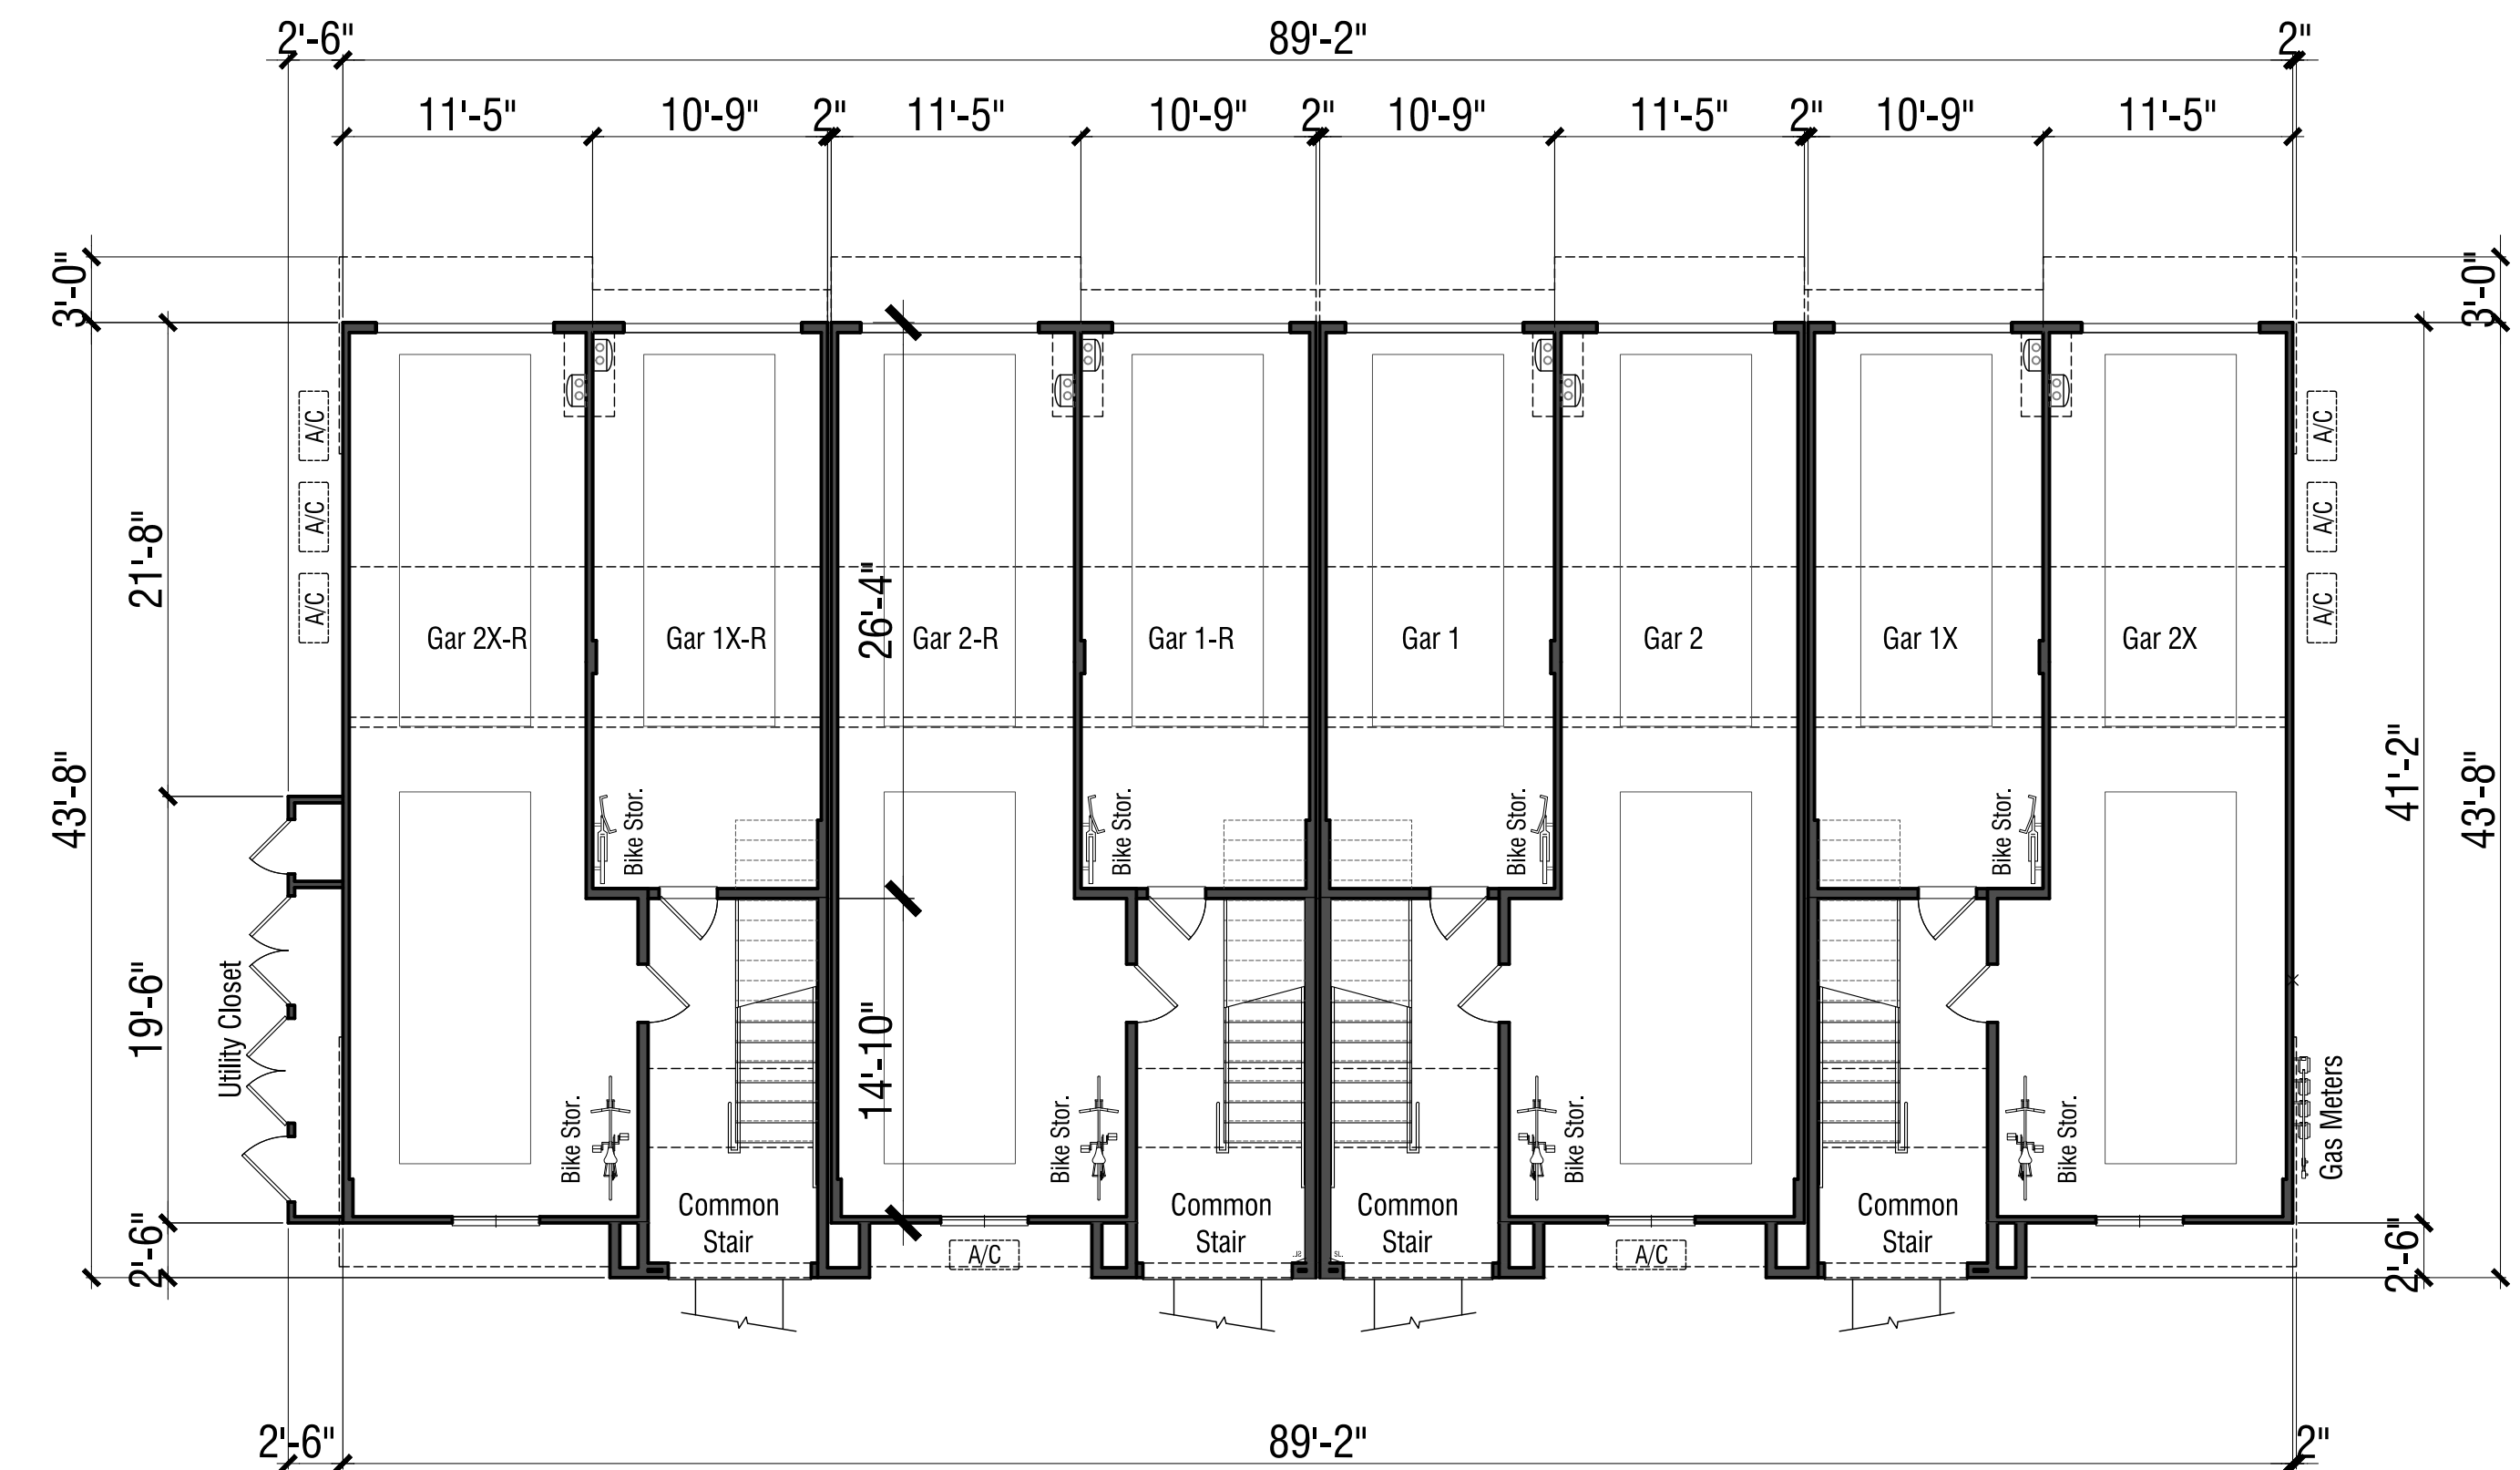 2'-6" 89'-2" 2"
11'-5" 10'-9" 2" 11'-5" 10'-9" 2" 10'-9" 11'-5" 2" 10'-9" 11'-5"
3'-0" 3'-0"
A/C A/C
A/C A/C
21'-8"
A/C A/C
26'-4"
Gar 2X-R Gar 1X-R Gar 2-R Gar 1-R Gar 1 Gar 2 Gar 1X Gar 2X
43'-8" 41'-2" 43'-8"
Bike Stor. Bike Stor. Bike Stor. Bike Stor.
19'-6"
Utility Closet
14'-10"
Bike Stor. Bike Stor. Bike Stor. Bike Stor.
Gas Meters
Common Common Common Common
Stair Stair Stair Stair
A/C A/C
2'-6" 2'-6"
2'-6" 89'-2" 2"